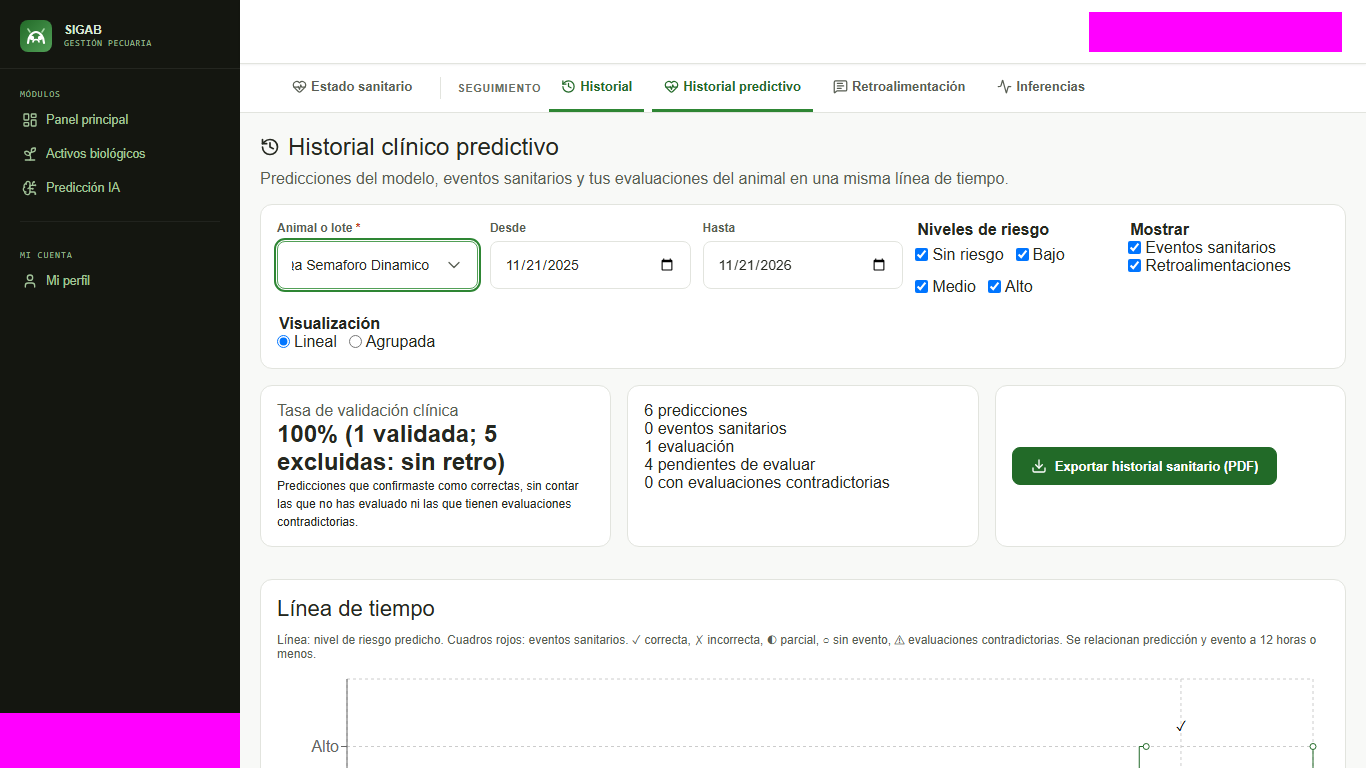 SIGAB
GESTIÓN PECUARIA
MÓDULOS
Panel principal
Activos biológicos
Predicción IA
MI CUENTA
Mi perfil
Estado sanitario
SEGUIMIENTO
Historial
Historial predictivo
Retroalimentación
Inferencias
Historial clínico predictivo
Predicciones del modelo, eventos sanitarios y tus evaluaciones del animal en una misma línea de tiempo.
Animal o lote *
Semaforo Dinamico
Desde
11/21/2025
Hasta
11/21/2026
Niveles de riesgo
Sin riesgo Bajo
Medio Alto
Mostrar
Eventos sanitarios
Retroalimentaciones
Visualización
Lineal Agrupada
Tasa de validación clínica
100% (1 validada; 5
excluidas: sin retro)
Predicciones que confirmaste como correctas, sin contar
las que no has evaluado ni las que tienen evaluaciones
contradictorias.
6 predicciones
0 eventos sanitarios
1 evaluación
4 pendientes de evaluar
0 con evaluaciones contradictorias
Exportar historial sanitario (PDF)
Línea de tiempo
Línea: nivel de riesgo predicho. Cuadros rojos: eventos sanitarios. ✓ correcta, ✗ incorrecta, ◐ parcial, ○ sin evento, ⚠ evaluaciones contradictorias. Se relacionan predicción y evento a 12 horas o
menos.
✓
Alto